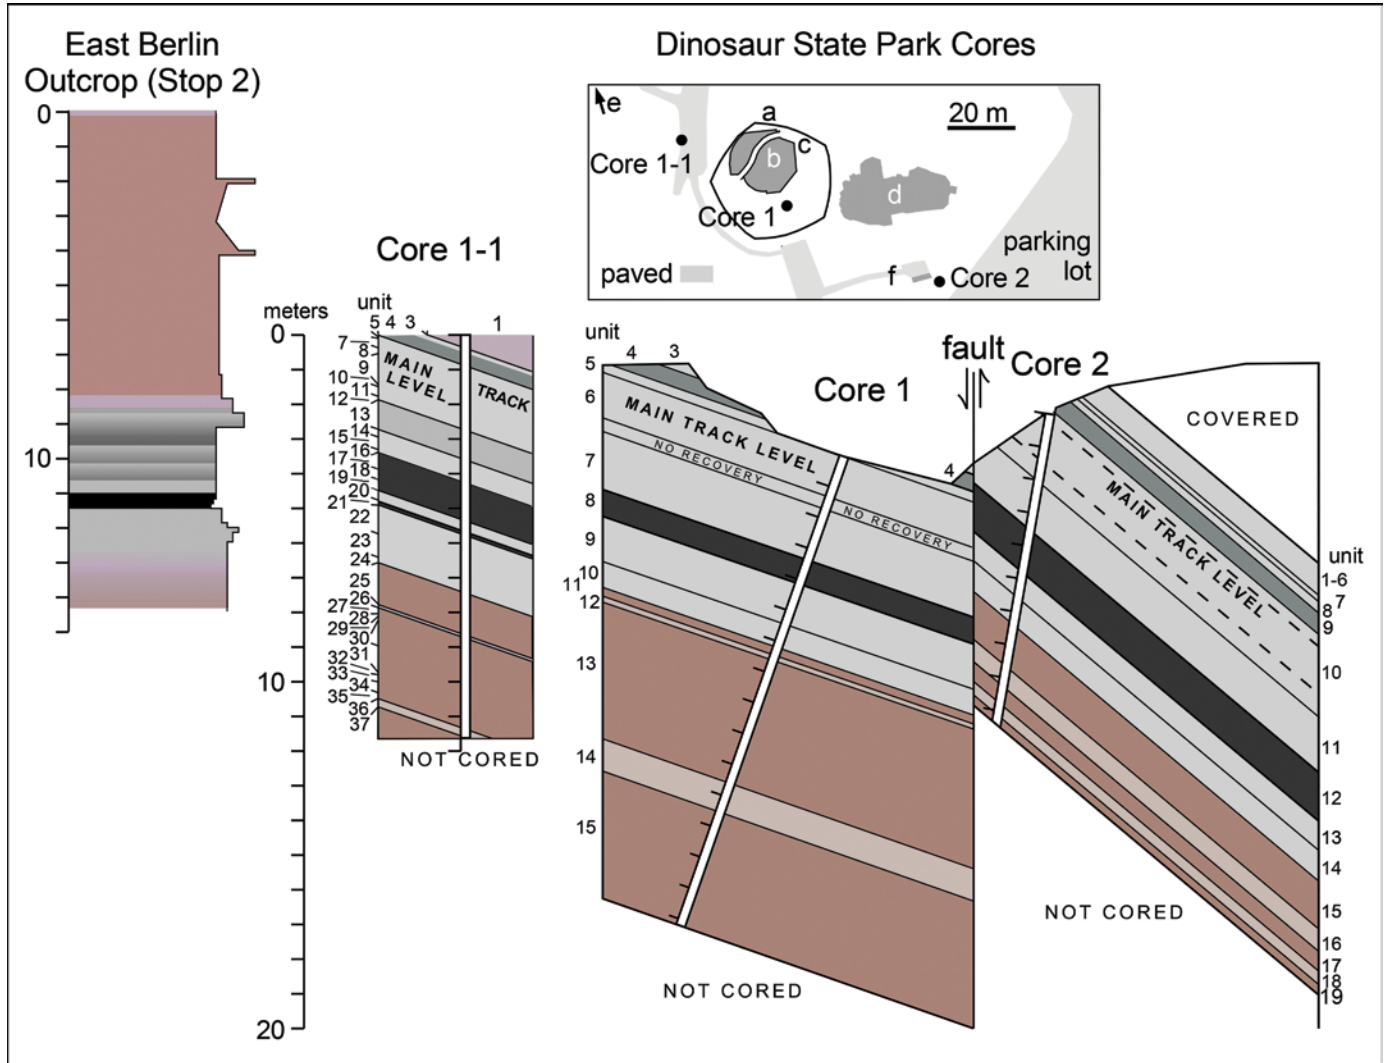 East Berlin
Outcrop (Stop 2)
0
10
Dinosaur State Park Cores
e
a
b
c
d
20 m
Core 1-1
Core 1
paved
f
Core 2
parking
lot
Core 1-1
meters
0
10
20
unit
5 4 3
1
7
8
9
10
11
12
13
14
15
16
17
18
19
20
21
22
23
24
25
26
27
28
29
30
31
32
33
34
35
36
37
MAIN
LEVEL
TRACK
NOT CORED
unit
4 3
5
6
7
8
9
10
11
12
13
14
15
Core 1
MAIN TRACK LEVEL
NO RECOVERY
NO RECOVERY
NOT CORED
fault
4
Core 2
COVERED
MAIN TRACK LEVEL
NOT CORED
unit
1-6
7
8
9
10
11
12
13
14
15
16
17
18
19